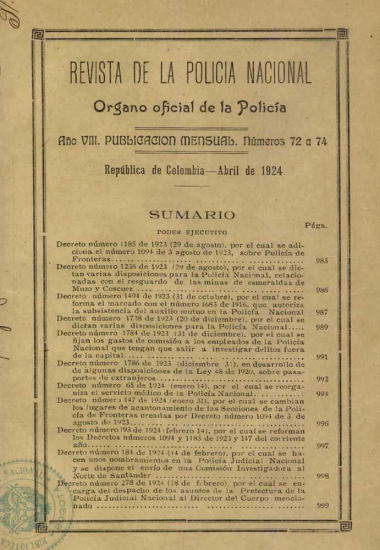 REVISTA DE LA POLICIA NACIONAL
Organo oficial de la Policía
Año VIII. PUBLICACION MENSUAL. Números 72 a 74
República de Colombia—Abril de 1924
SUMARIO
Págs.
PODER EJECUTIVO
Decreto número 1185 de 1923 (29 de agosto), por el cual se adi-
ciona el número 1094 de 3 agosto de 1923, sobre Policía de
Fronteras 985
Decreto número 1256 de 1923 (29 de agosto), por el cual se dic-
tan varias disposiciones para la Policía Nacional, relacio-
nadas con el resguardo de las minas de esmeraldas de
Muzo y Coscuez 986
Decreto número 1494 de 1923 (31 de octubre), por el cual se re-
forma el marcado con el número 1683 de 1916, que autoriza
la subsistencia del auxilio mutuo en la Policía Nacional 987
Decreto número 1778 de 1923 (20 de diciembre), por el cual se
dictan varias disposiciones para la Policía Nacional 989
Decreto número 1784 de 1923 (31 de diciembre), por el cual se
fijan los gastos de comisión a los empleados de la Policía
Nacional que tengan que salir a investigar delitos fuera
de la capital 991
Decreto número 1786 de 1923 (diciembre 31), en desarrollo de
de algunas disposiciones de la Ley 48 de 1920, sobre pasa-
portes de extranjeros 992
Decreto número 65 de 1924 (enero 14), por el cual se reorga-
niza el servicio médico de la Policía Nacional 994
Decreto número 147 de 1924 (enero 31), por el cual se cambian
los lugares de acantonamiento de las Secciones de la Poli-
cía de Fronteras creadas por Decreto número 1094 de 3 de
agosto de 1923 996
Decreto número 193 de 1924 (febrero 14), por el cual se reforman
los Decretos números 1094 y 1185 de 1923 y 147 del corriente
año 997
Decreto número 184 de 1924 (14 de febrero), por el cual se ha-
cen unos nombramientos en la Policía Judicial Nacional
y se dispone el envío de una Comisión Investigadora al
Norte de Santander 998
Decreto número 278 de 1924 (18 de febrero), por el cual se en-
carga del despacho de los asuntos de la Prefectura de la
Policía Judicial Nacional al Director del Cuerpo mencio-
nado 999